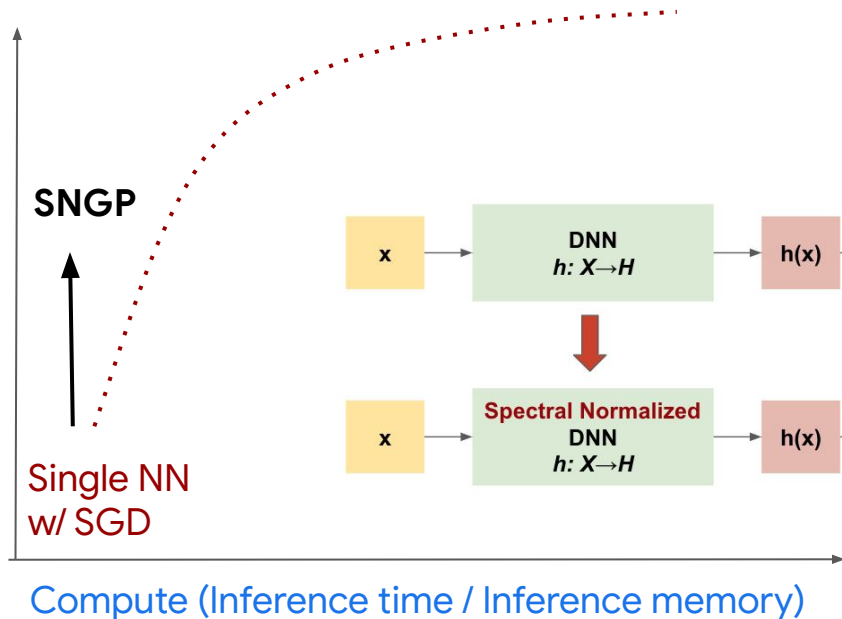 SNGP
Single NN
w/ SGD
x
DNN
h: X→H
h(x)
x
Spectral Normalized
DNN
h: X→H
h(x)
Compute (Inference time / Inference memory)